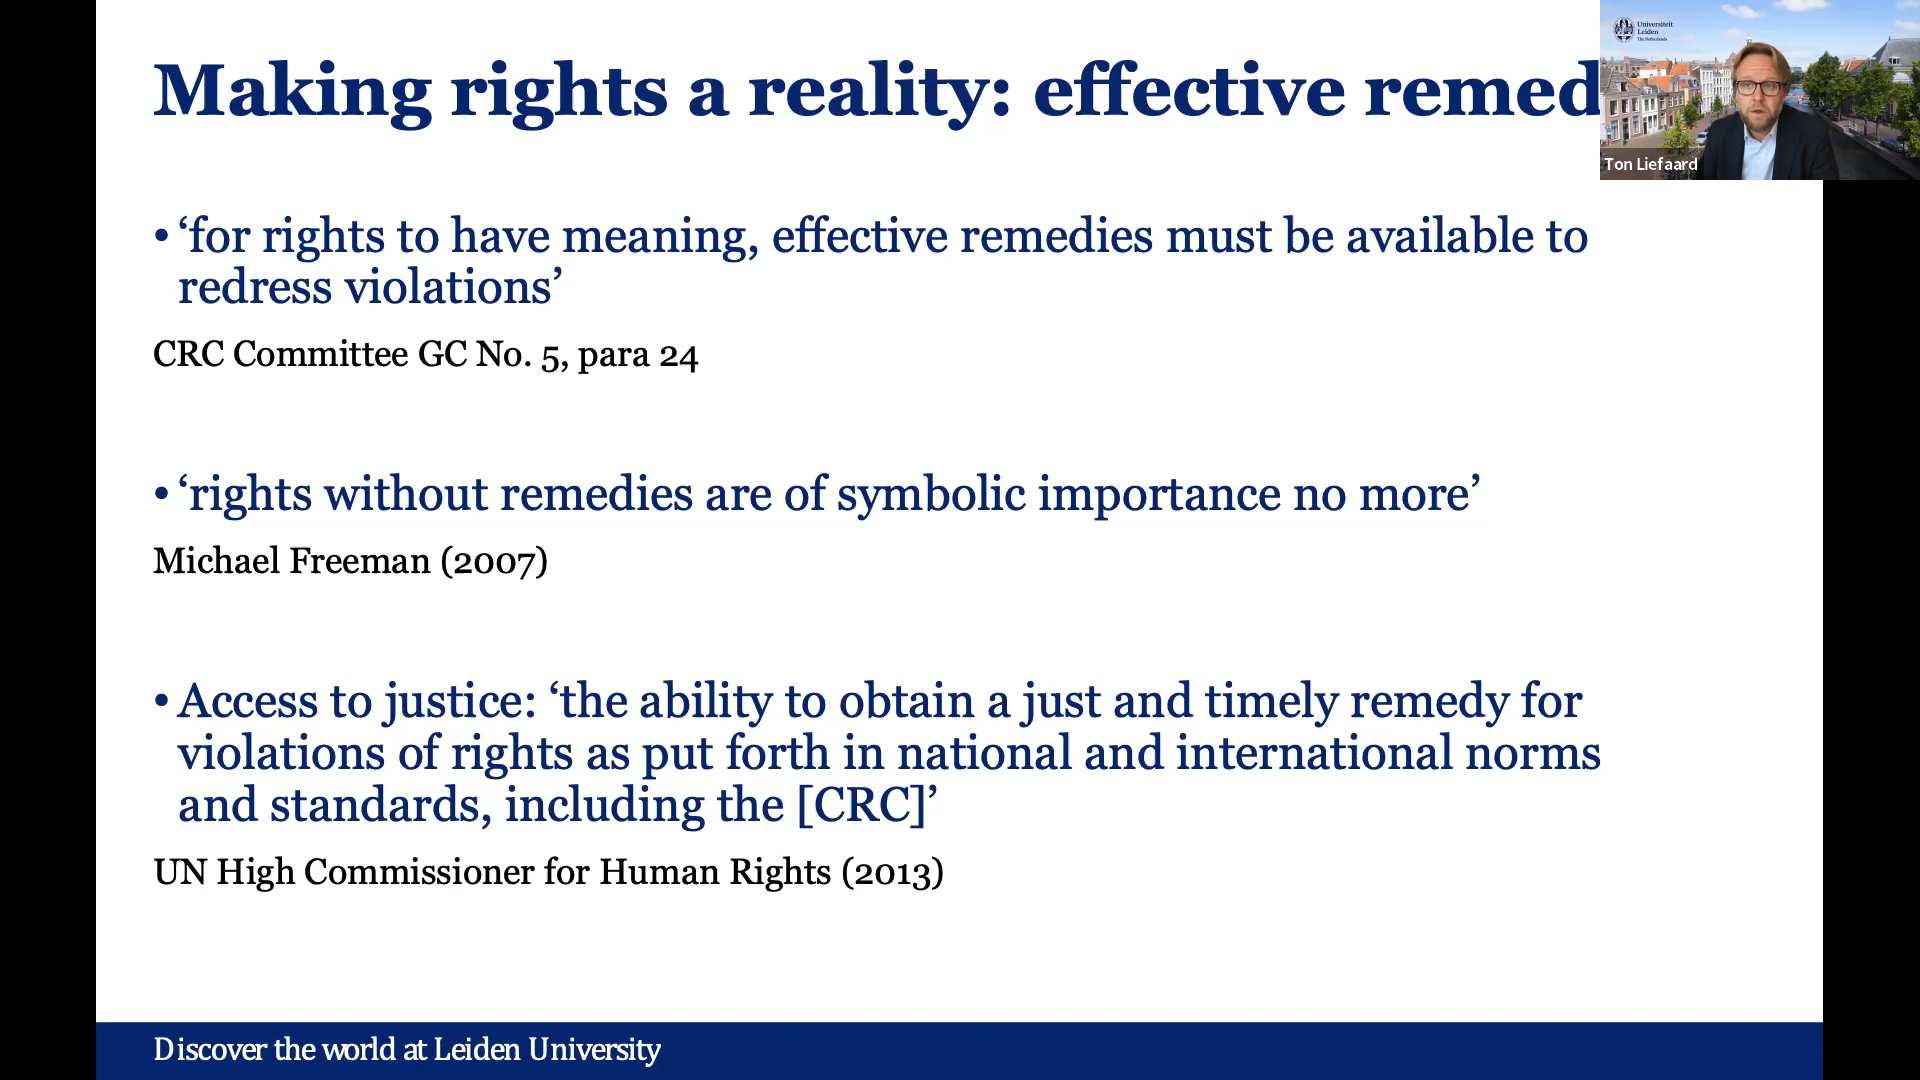 Making rights a reality: effective remed
Universiteit
Leiden
The Netherlands
Ton Liefaard
• ‘for rights to have meaning, effective remedies must be available to
redress violations’
CRC Committee GC No. 5, para 24
• ‘rights without remedies are of symbolic importance no more’
Michael Freeman (2007)
• Access to justice: ‘the ability to obtain a just and timely remedy for
violations of rights as put forth in national and international norms
and standards, including the [CRC]’
UN High Commissioner for Human Rights (2013)
Discover the world at Leiden University